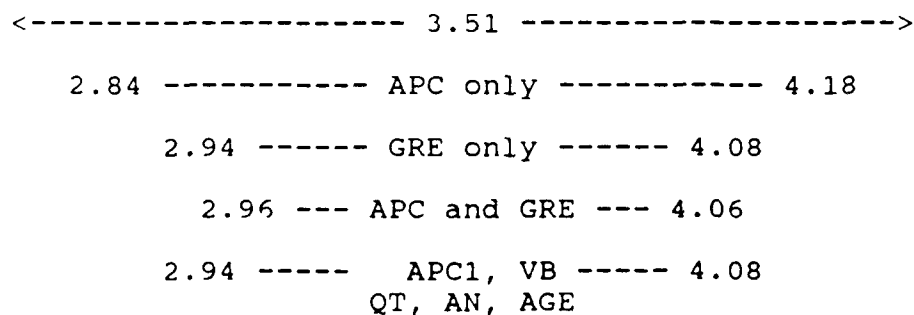 <-------------------- 3.51 -------------------->
2.84 ----------- APC only ----------- 4.18
2.94 ------ GRE only ------ 4.08
2.96 --- APC and GRE --- 4.06
2.94 ----- APC1, VB ----- 4.08
QT, AN, AGE